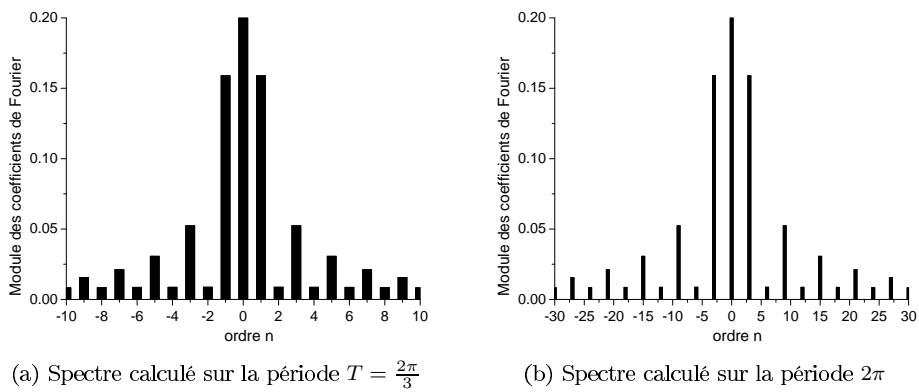 Module des coefficients de Fourier
0.20
0.15
0.10
0.05
0.00
-10 -8 -6 -4 -2 0 2 4 6 8 10
ordre n
(a) Spectre calculé sur la période T = 2π/3
Module des coefficients de Fourier
0.20
0.15
0.10
0.05
0.00
-30 -25 -20 -15 -10 -5 0 5 10 15 20 25 30
ordre n
(b) Spectre calculé sur la période 2π